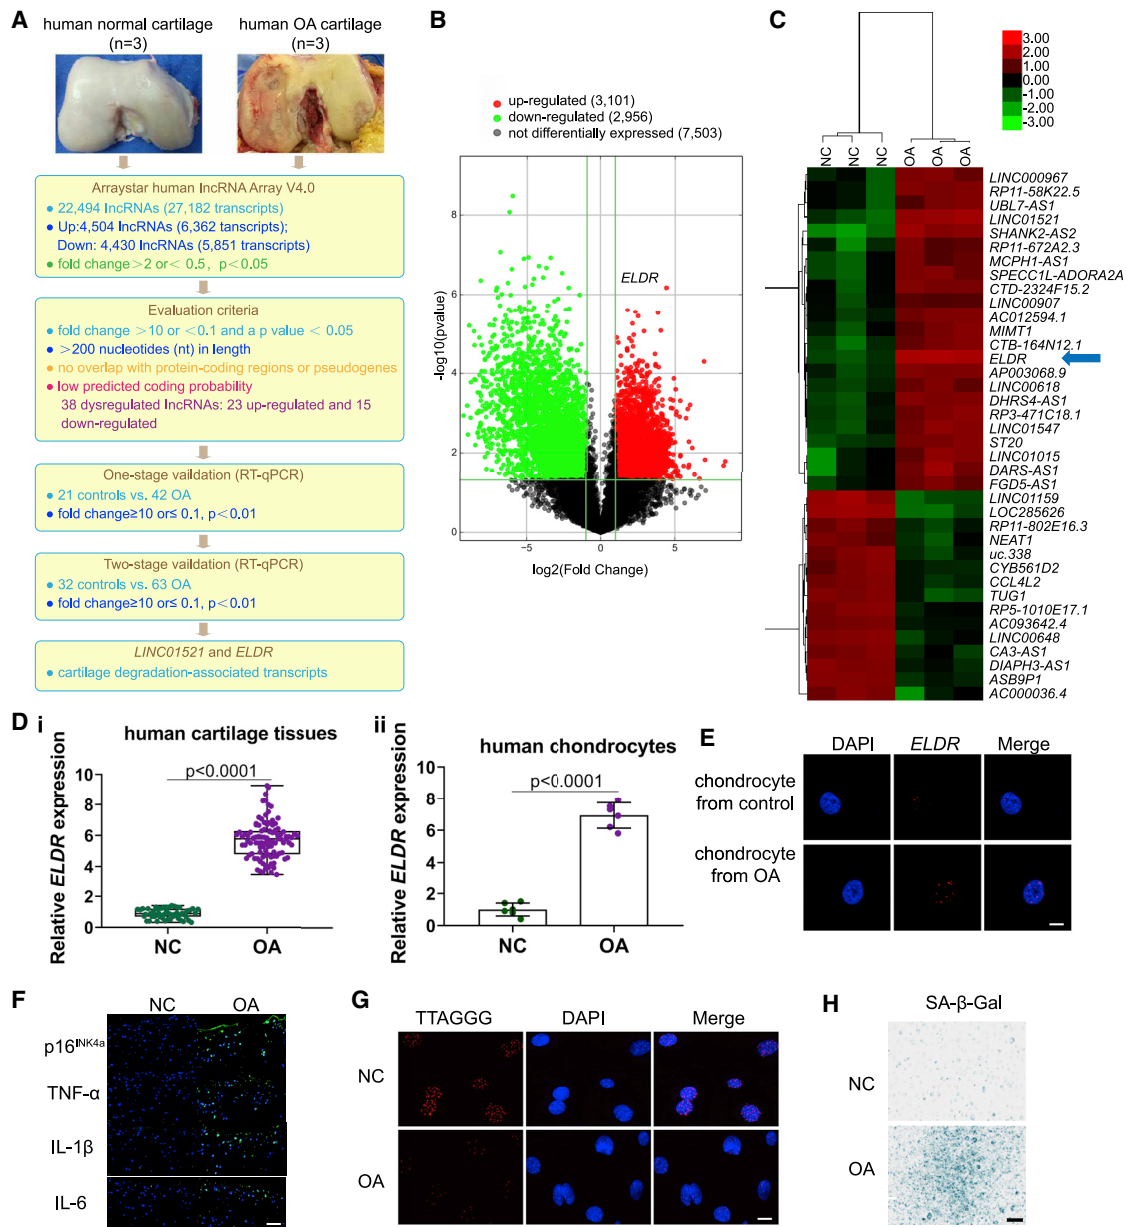 A
human normal cartilage
(n=3)
human OA cartilage
(n=3)
Arraystar human lncRNA Array V4.0
● 22,494 lncRNAs (27,182 transcripts)
● Up:4,504 lncRNAs (6,362 tanscripts);
Down: 4,430 lncRNAs (5,851 transcripts)
● fold change＞2 or＜ 0.5，p＜0.05
Evaluation criteria
● fold change ＞10 or ＜0.1 and a p value ＜ 0.05
● ＞200 nucleotides (nt) in length
● no overlap with protein-coding regions or pseudogenes
● low predicted coding probability
38 dysregulated lncRNAs: 23 up-regulated and 15
down-regulated
One-stage vaildation (RT-qPCR)
● 21 controls vs. 42 OA
● fold change≥10 or≤ 0.1, p＜0.01
Two-stage vaildation (RT-qPCR)
● 32 controls vs. 63 OA
● fold change≥10 or≤ 0.1, p＜0.01
LINC01521 and ELDR
● cartilage degradation-associated transcripts
B
● up-regulated (3,101)
● down-regulated (2,956)
● not differentially expressed (7,503)
ELDR
-log10(pvalue)
8
6
4
2
0
−5
0
5
log2(Fold Change)
C
3.00
2.00
1.00
0.00
-1.00
-2.00
-3.00
NC
NC
NC
OA
OA
OA
LINC000967
RP11-58K22.5
UBL7-AS1
LINC01521
SHANK2-AS2
RP11-672A2.3
MCPH1-AS1
SPECC1L-ADORA2A
CTD-2324F15.2
LINC00907
AC012594.1
MIMT1
CTB-164N12.1
ELDR
AP003068.9
LINC00618
DHRS4-AS1
RP3-471C18.1
LINC01547
ST20
LINC01015
DARS-AS1
FGD5-AS1
LINC01159
LOC285626
RP11-802E16.3
NEAT1
uc.338
CYB561D2
CCL4L2
TUG1
RP5-1010E17.1
AC093642.4
LINC00648
CA3-AS1
DIAPH3-AS1
ASB9P1
AC000036.4
D
i
human cartilage tissues
p<0.0001
Relative ELDR expression
10
8
6
4
2
0
NC
OA
ii
human chondrocytes
p<0.0001
Relative ELDR expression
10
8
6
4
2
0
NC
OA
E
DAPI
ELDR
Merge
chondrocyte
from control
chondrocyte
from OA
F
NC
OA
p16INK4a
TNF-α
IL-1β
IL-6
G
TTAGGG
DAPI
Merge
NC
OA
H
SA-β-Gal
NC
OA